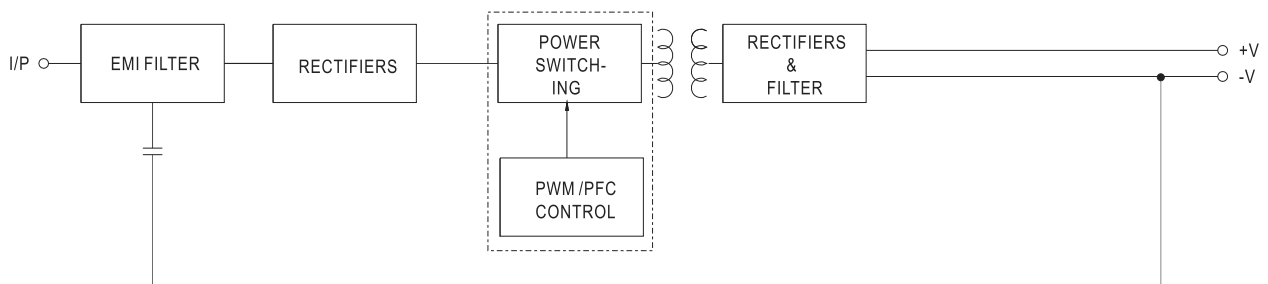 I/P
EMI FILTER
RECTIFIERS
POWER
SWITCH-
ING
PWM /PFC
CONTROL
RECTIFIERS
&
FILTER
+V
-V